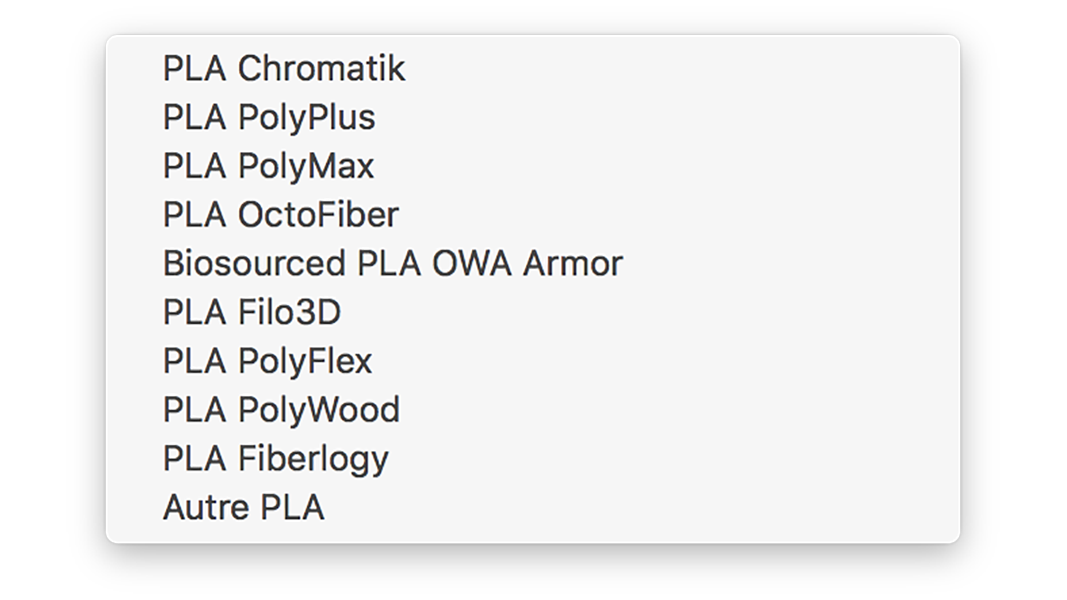 PLA Chromatik
PLA PolyPlus
PLA PolyMax
PLA OctoFiber
Biosourced PLA OWA Armor
PLA Filo3D
PLA PolyFlex
PLA PolyWood
PLA Fiberlogy
Autre PLA